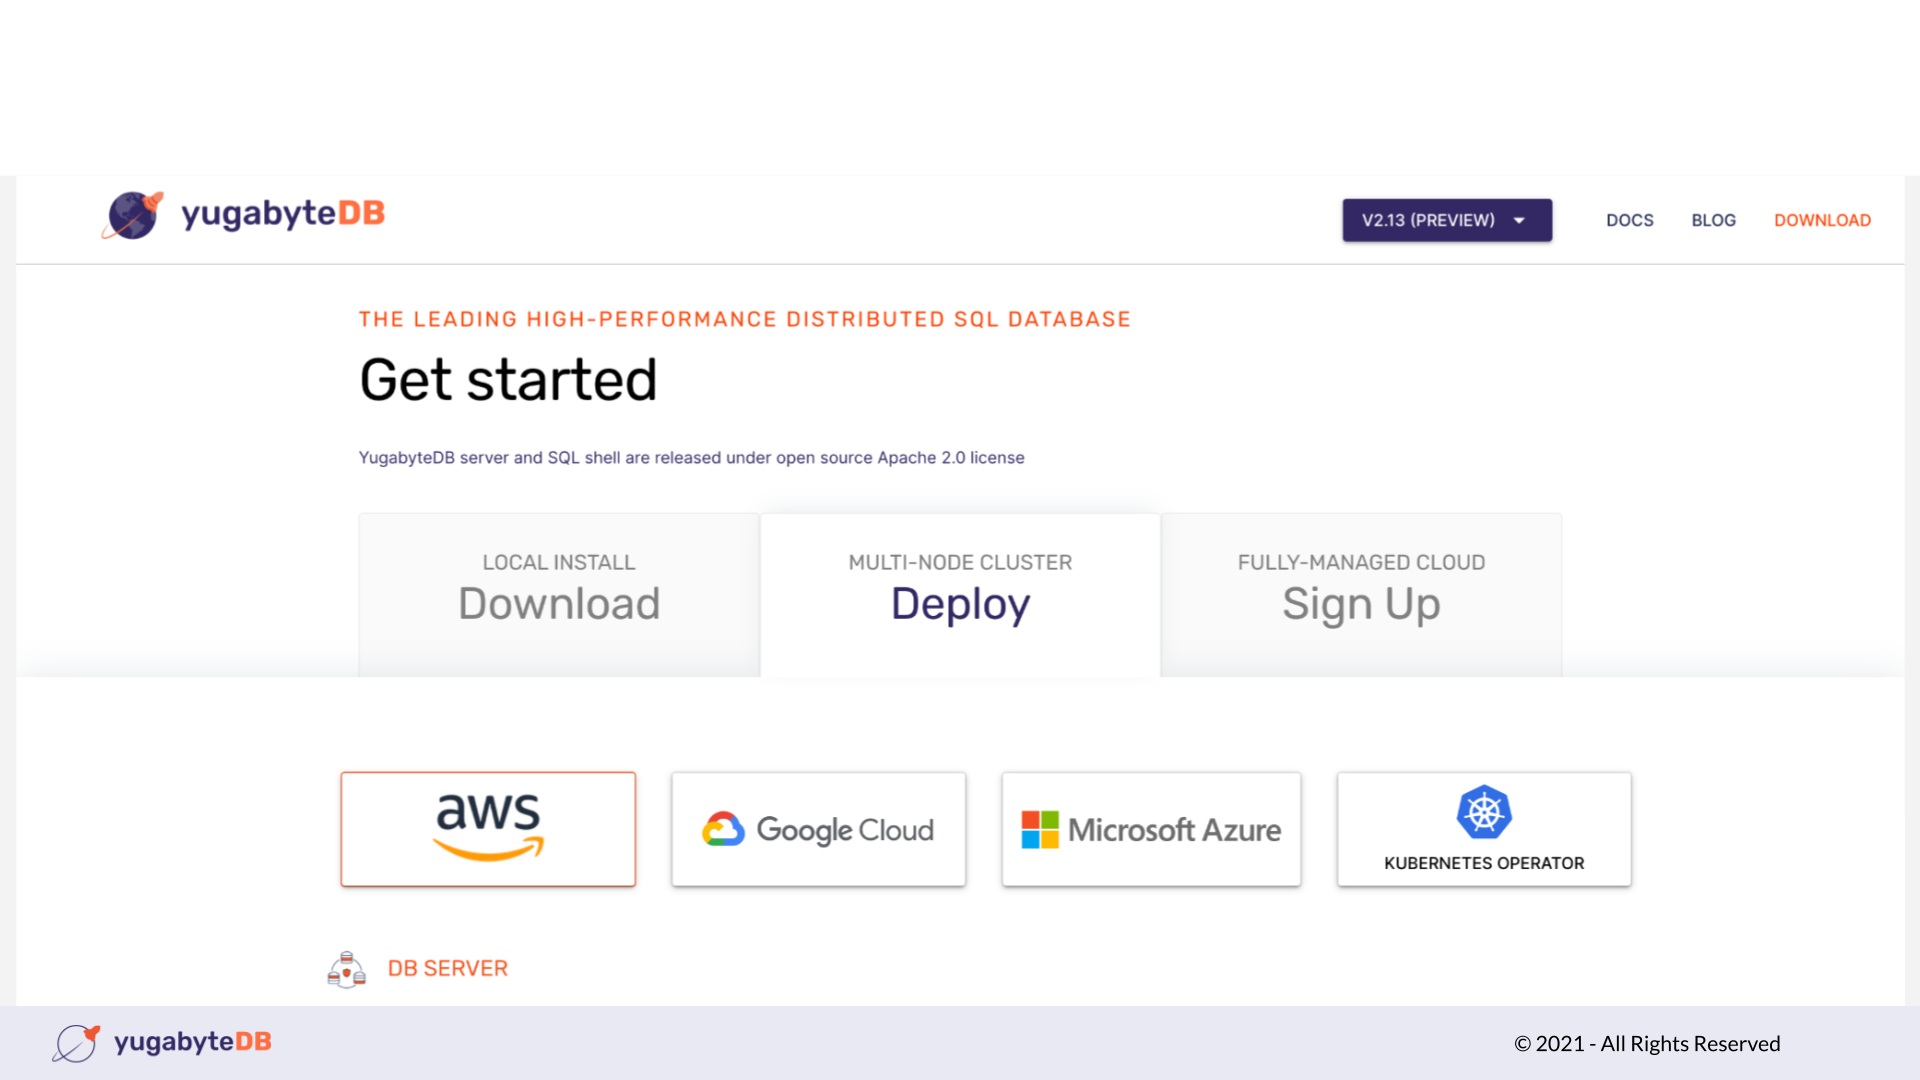 yugabyteDB
V2.13 (PREVIEW)
DOCS
BLOG
DOWNLOAD
THE LEADING HIGH-PERFORMANCE DISTRIBUTED SQL DATABASE
Get started
YugabyteDB server and SQL shell are released under open source Apache 2.0 license
LOCAL INSTALL
Download
MULTI-NODE CLUSTER
Deploy
FULLY-MANAGED CLOUD
Sign Up
aws
Google Cloud
Microsoft Azure
KUBERNETES OPERATOR
DB SERVER
yugabyteDB
© 2021 - All Rights Reserved